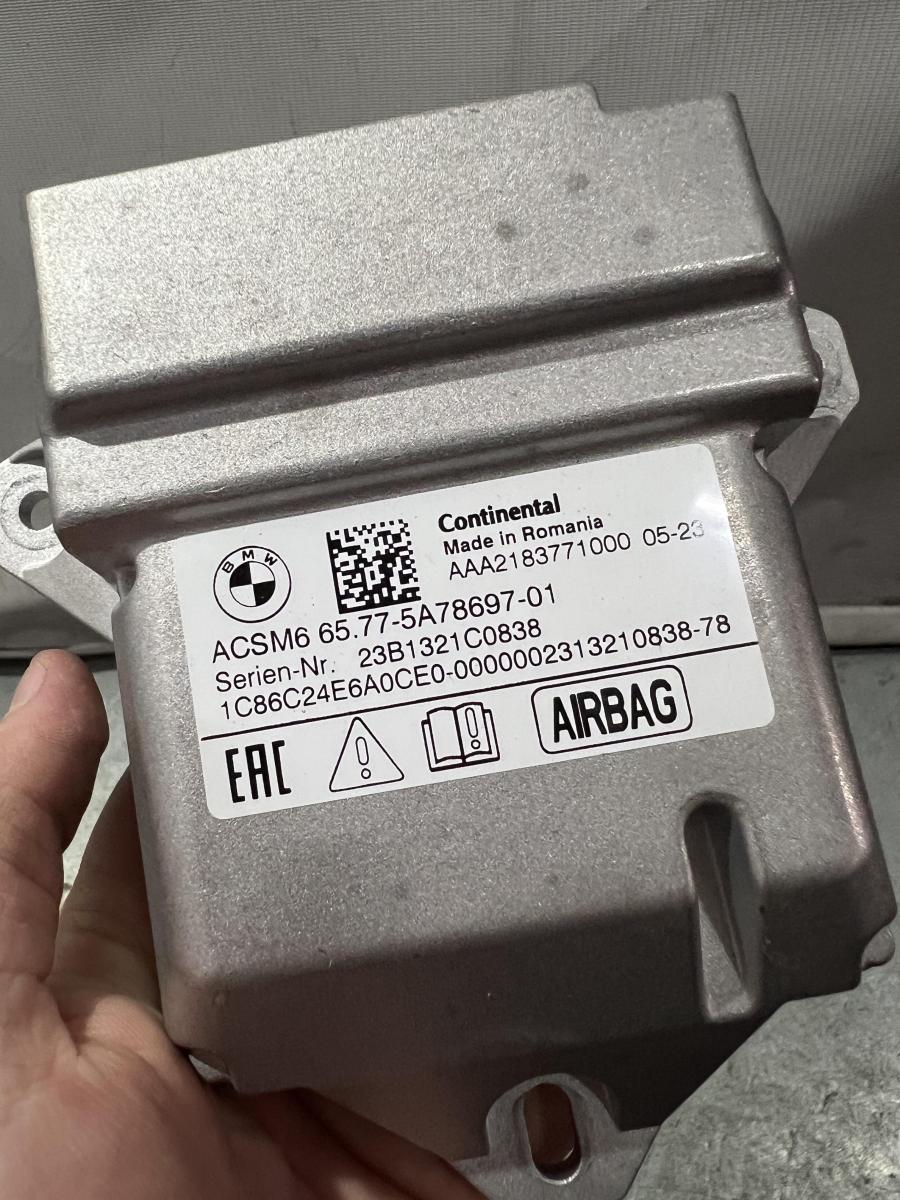 BMW
Continental
Made in Romania
AAA2183771000 05-23
ACSM6 65.77-5A78697-01
Serien-Nr. 23B1321C0838
1C86C24E6A0CE0-0000002313210838-78
EAC
AIRBAG